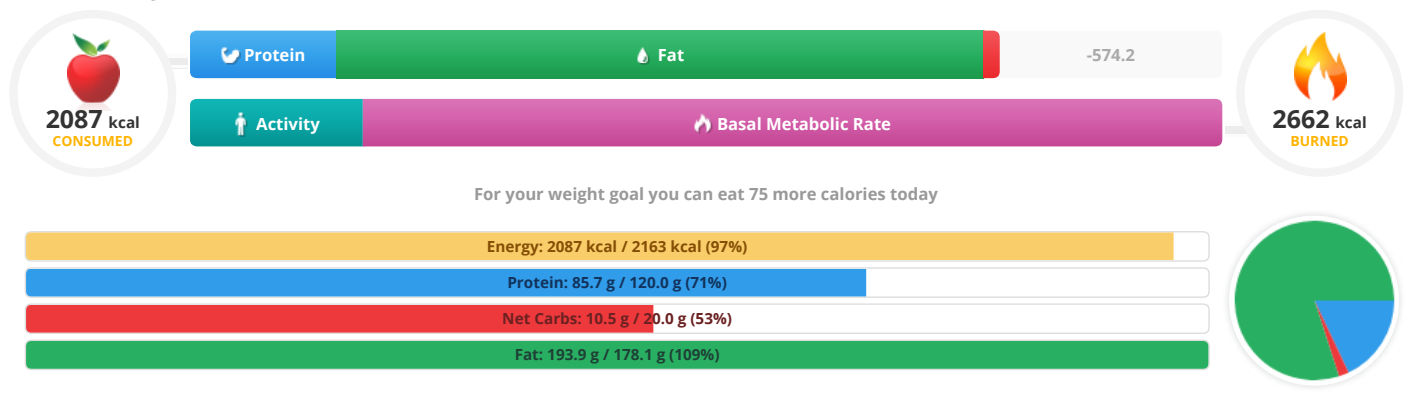 Protein
Fat
-574.2
2087 kcal
CONSUMED
Activity
Basal Metabolic Rate
2662 kcal
BURNED
For your weight goal you can eat 75 more calories today
Energy: 2087 kcal / 2163 kcal (97%)
Protein: 85.7 g / 120.0 g (71%)
Net Carbs: 10.5 g / 20.0 g (53%)
Fat: 193.9 g / 178.1 g (109%)